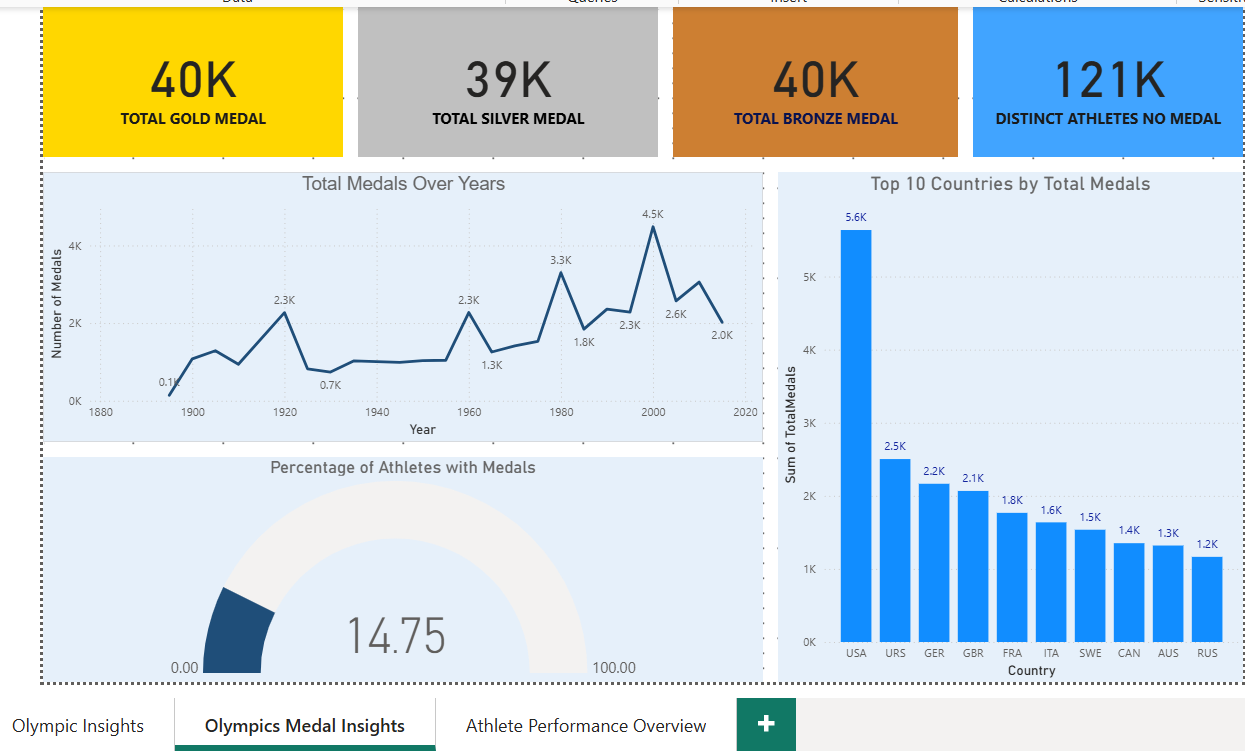 Data Queries Insert Calculations
40K
TOTAL GOLD MEDAL
39K
TOTAL SILVER MEDAL
40K
TOTAL BRONZE MEDAL
121K
DISTINCT ATHLETES NO MEDAL
Total Medals Over Years
Number of Medals
4K
2K
0K
0.1K
2.3K
0.7K
2.3K
1.3K
3.3K
1.8K
2.3K
4.5K
2.6K
2.0K
1880 1900 1920 1940 1960 1980 2000 2020
Year
Top 10 Countries by Total Medals
Sum of TotalMedals
5K
4K
3K
2K
1K
0K
5.6K
2.5K
2.2K
2.1K
1.8K
1.6K
1.5K
1.4K
1.3K
1.2K
USA URS GER GBR FRA ITA SWE CAN AUS RUS
Country
Percentage of Athletes with Medals
14.75
0.00 100.00
Olympic Insights Olympics Medal Insights Athlete Performance Overview +